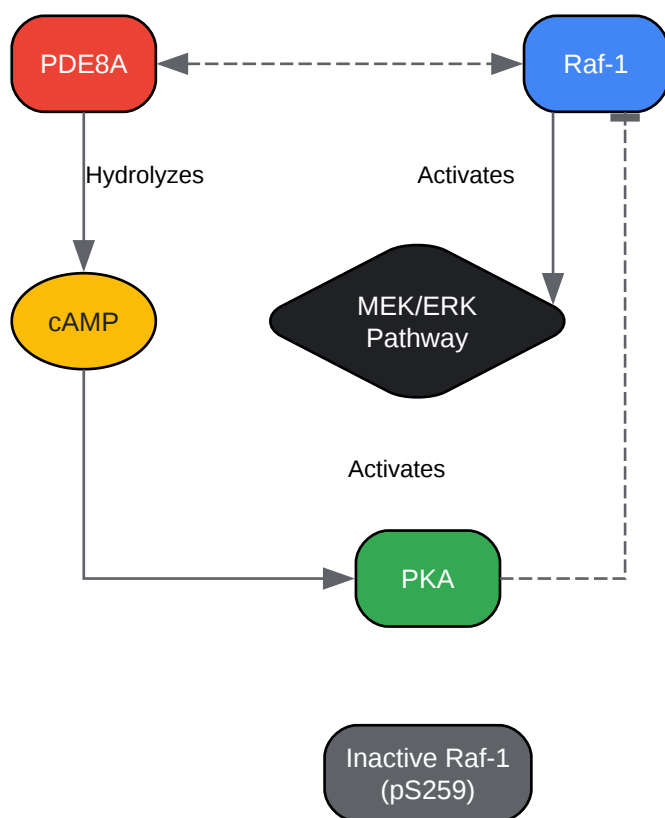 PDE8A
Raf-1
Hydrolyzes
Activates
cAMP
MEK/ERK
Pathway
Activates
PKA
Inactive Raf-1
(pS259)